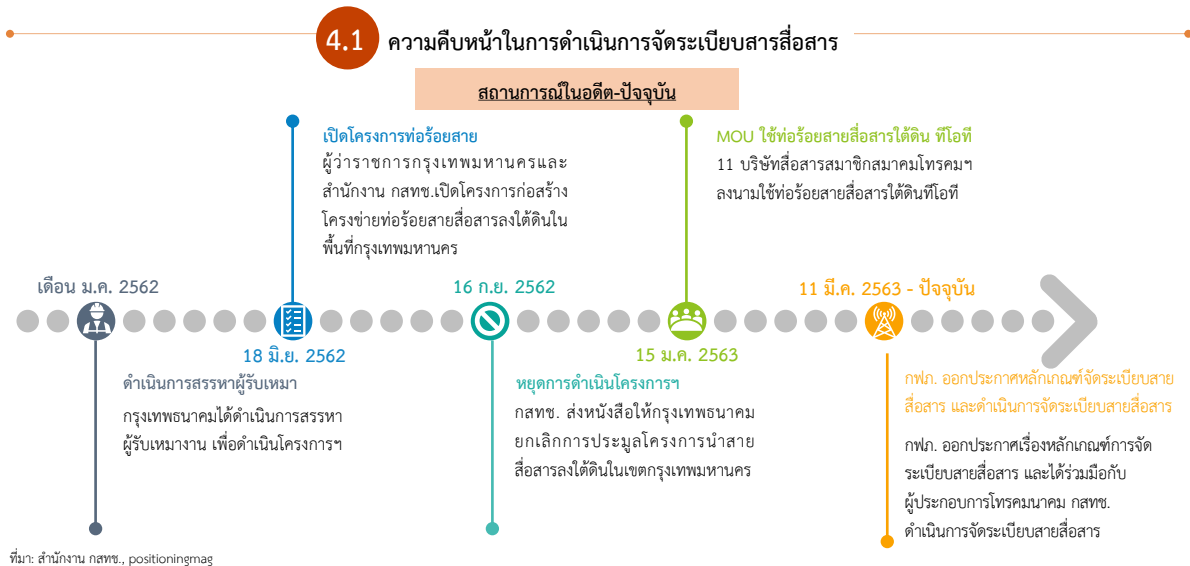 4.1
ความคืบหน้าในการดำเนินการจัดระเบียบสารสื่อสาร
สถานการณ์ในอดีต-ปัจจุบัน
เดือน ม.ค. 2562
ดำเนินการสรรหาผู้รับเหมา
กรุงเทพธนาคมได้ดำเนินการสรรหา
ผู้รับเหมางาน เพื่อดำเนินโครงการฯ
เปิดโครงการท่อร้อยสาย
ผู้ว่าราชการกรุงเทพมหานครและ
สำนักงาน กสทช.เปิดโครงการก่อสร้าง
โครงข่ายท่อร้อยสายสื่อสารลงใต้ดินใน
พื้นที่กรุงเทพมหานคร
18 มิ.ย. 2562
16 ก.ย. 2562
หยุดการดำเนินโครงการฯ
กสทช. ส่งหนังสือให้กรุงเทพธนาคม
ยกเลิกการประมูลโครงการนำสาย
สื่อสารลงใต้ดินในเขตกรุงเทพมหานคร
MOU ใช้ท่อร้อยสายสื่อสารใต้ดิน ทีโอที
11 บริษัทสื่อสารสมาชิกสมาคมโทรคมฯ
ลงนามใช้ท่อร้อยสายสื่อสารใต้ดินทีโอที
15 ม.ค. 2563
11 มี.ค. 2563 - ปัจจุบัน
กฟภ. ออกประกาศหลักเกณฑ์จัดระเบียบสาย
สื่อสาร และดำเนินการจัดระเบียบสายสื่อสาร
กฟภ. ออกประกาศเรื่องหลักเกณฑ์การจัด
ระเบียบสายสื่อสาร และได้ร่วมมือกับ
ผู้ประกอบการโทรคมนาคม กสทช.
ดำเนินการจัดระเบียบสายสื่อสาร
ที่มา: สำนักงาน กสทช., positioningmag